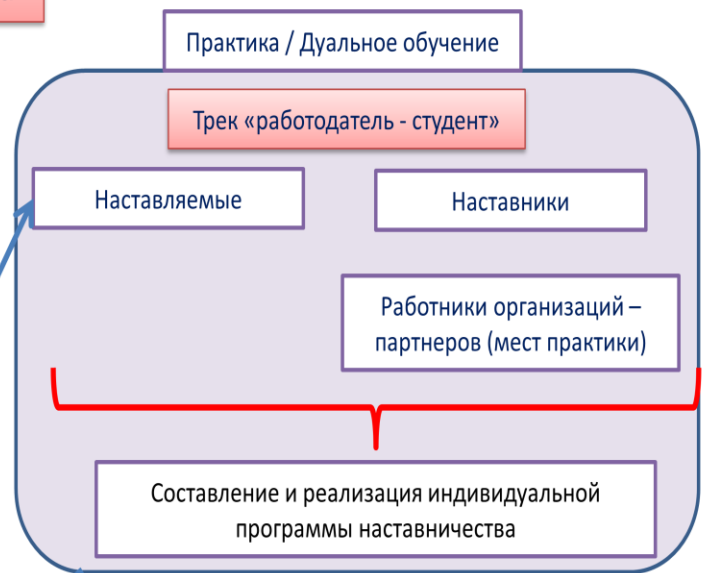 Практика / Дуальное обучение
Трек «работодатель - студент»
Наставляемые
Наставники
Работники организаций –
партнеров (мест практики)
Составление и реализация индивидуальной
программы наставничества